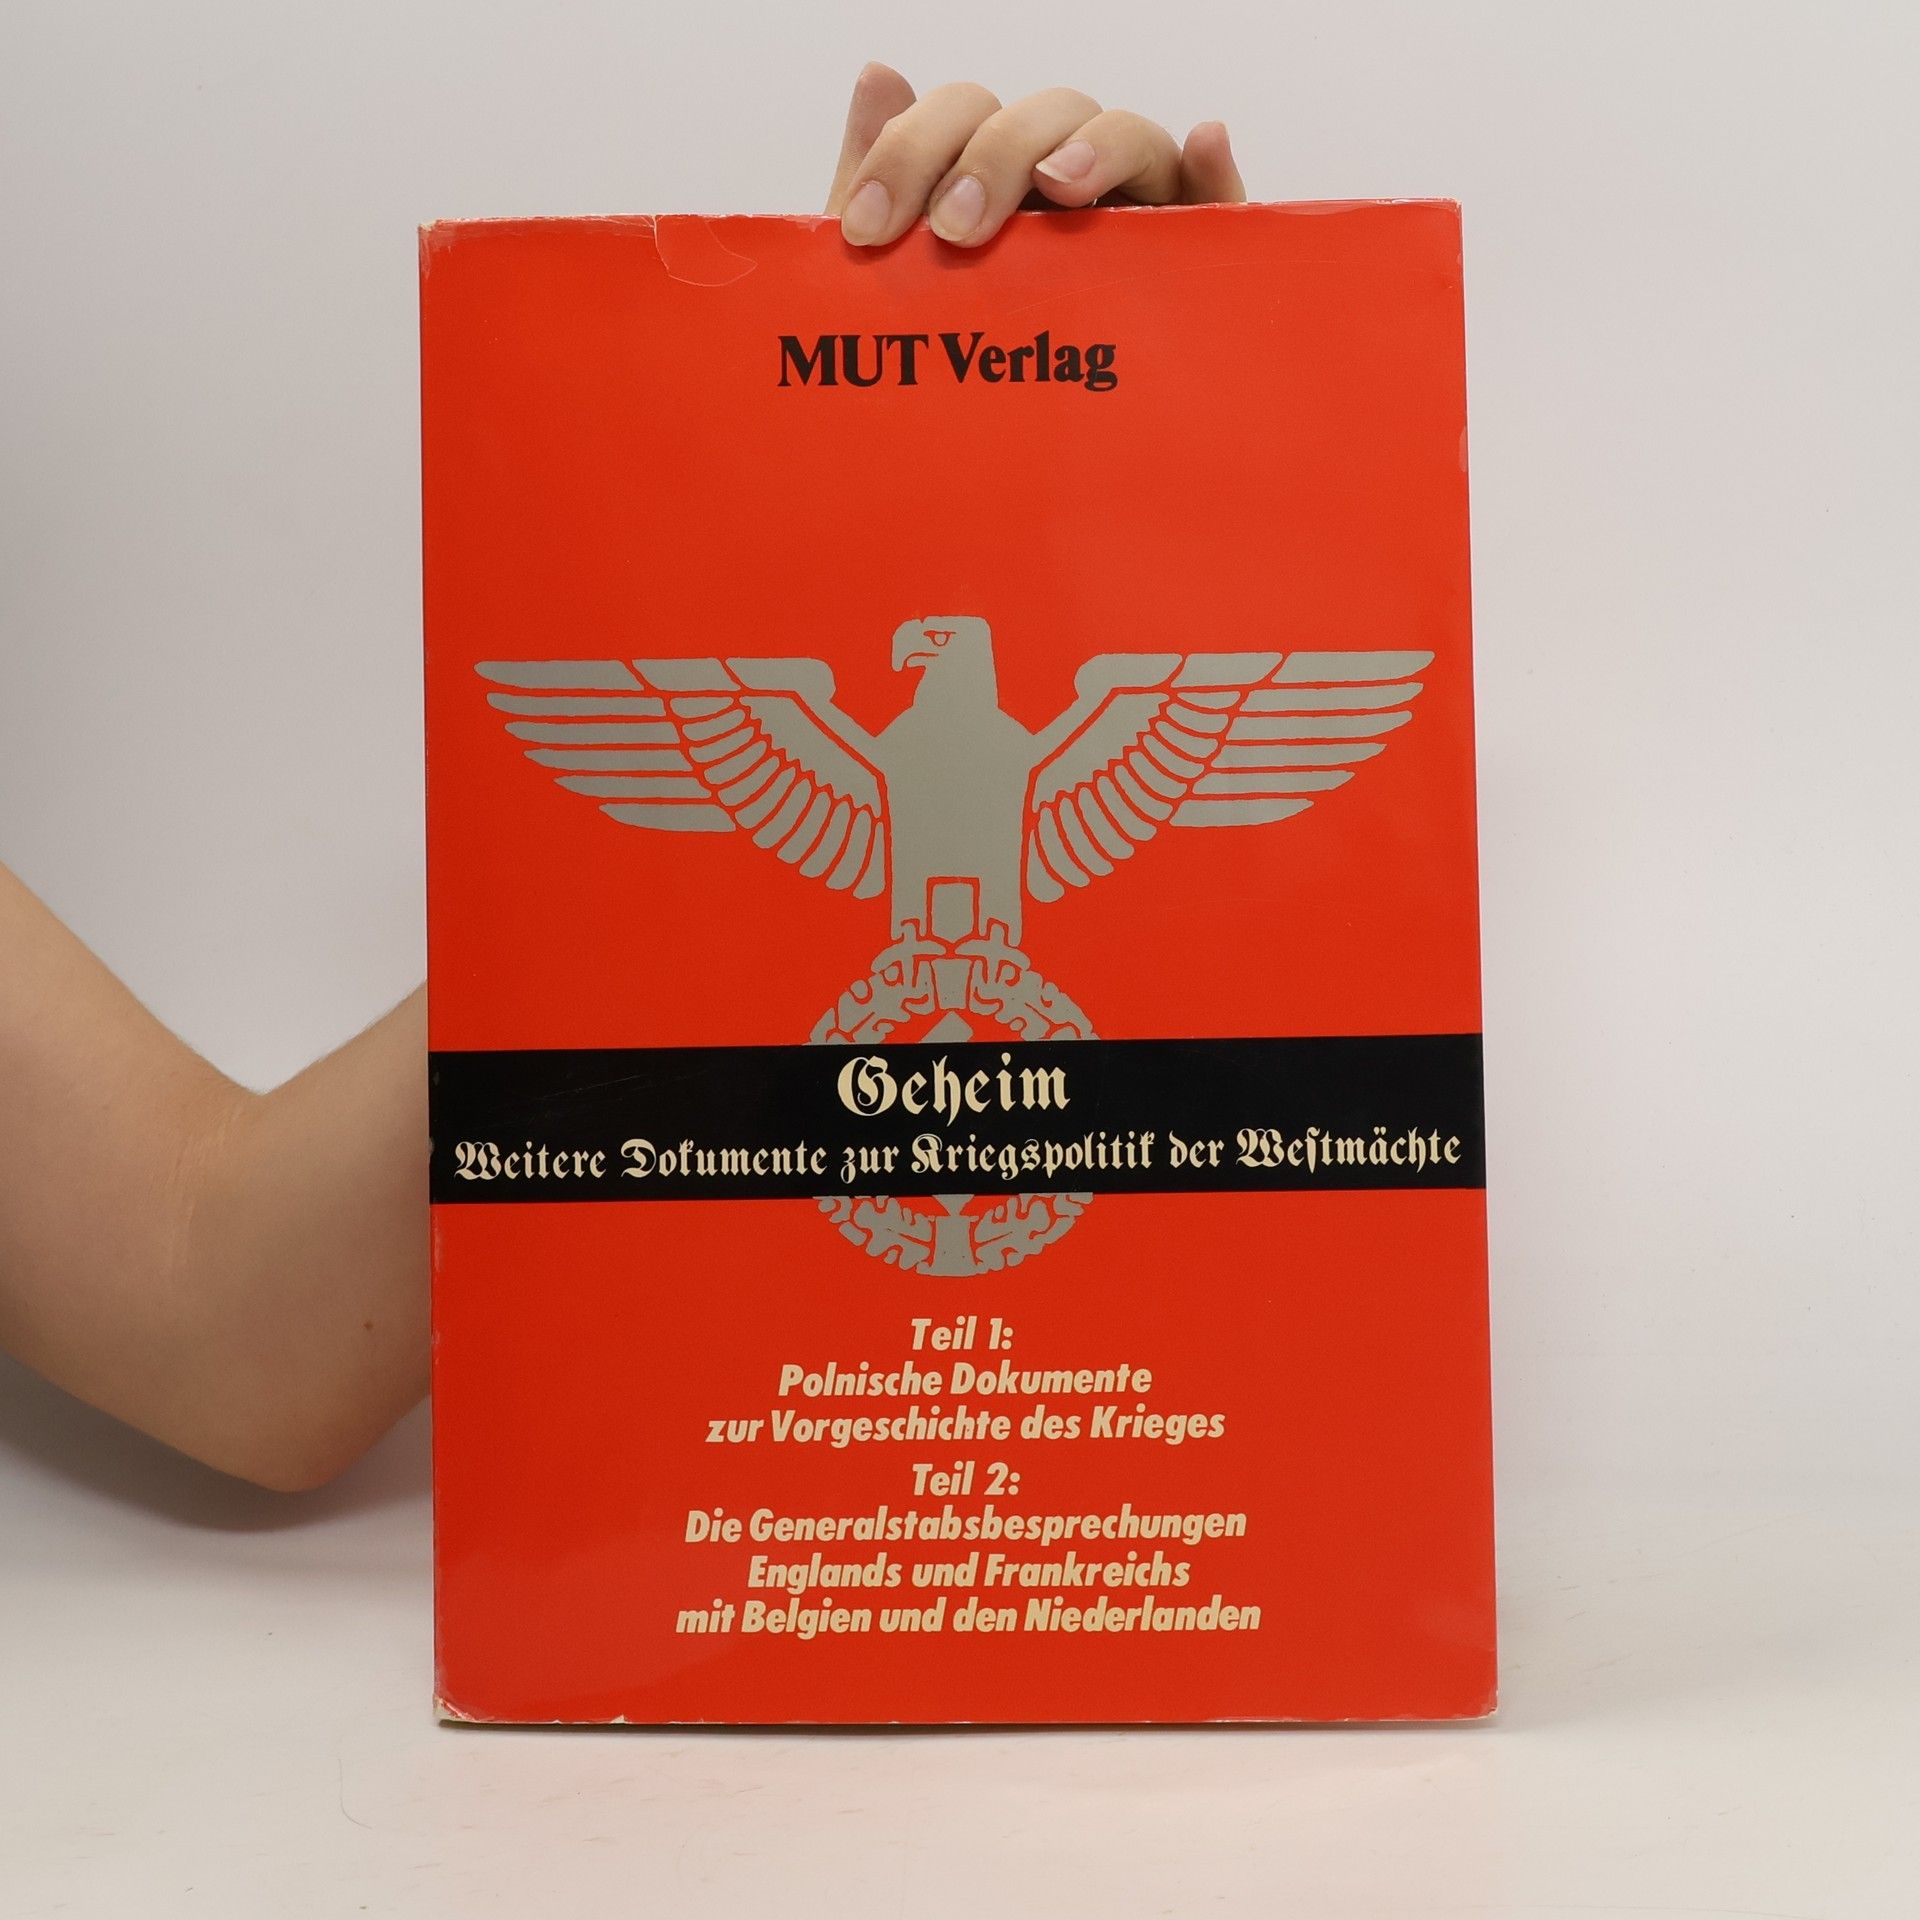 MUT Verlag
Geheim
Weitere Dokumente zur Kriegspolitik der Weſtmächte
Teil 1:
Polnische Dokumente
zur Vorgeschichte des Krieges
Teil 2:
Die Generalstabsbesprechungen
Englands und Frankreichs
mit Belgien und den Niederlanden